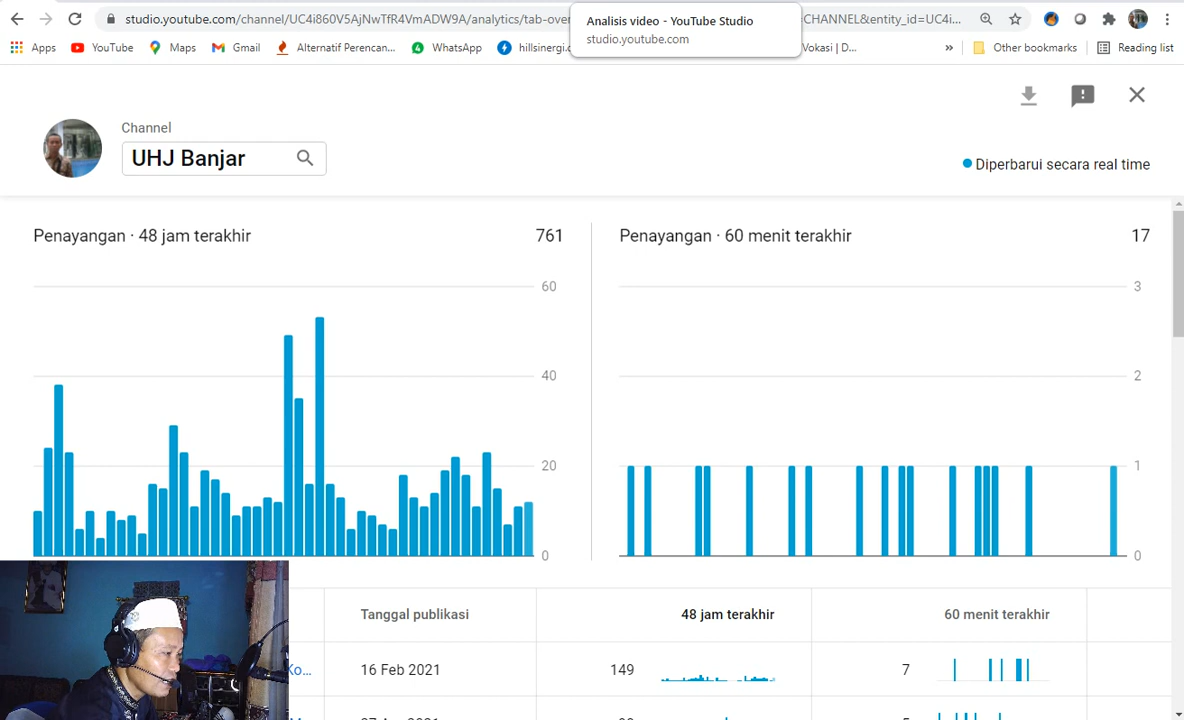 studio.youtube.com/channel/UC4i860V5AjNwTfR4VmADW9A/analytics/tab-over
=CHANNEL&entity_id=UC4i...
Analisis video - YouTube Studio
studio.youtube.com
Apps YouTube Maps Gmail Alternatif Perencan... WhatsApp hillsinergi.c Vokasi | D... » Other bookmarks Reading list
Channel
UHJ Banjar
Diperbarui secara real time
Penayangan · 48 jam terakhir 761
Penayangan · 60 menit terakhir 17
60
40
20
0
3
2
1
0
Tanggal publikasi 48 jam terakhir 60 menit terakhir
Ko... 16 Feb 2021 149 7